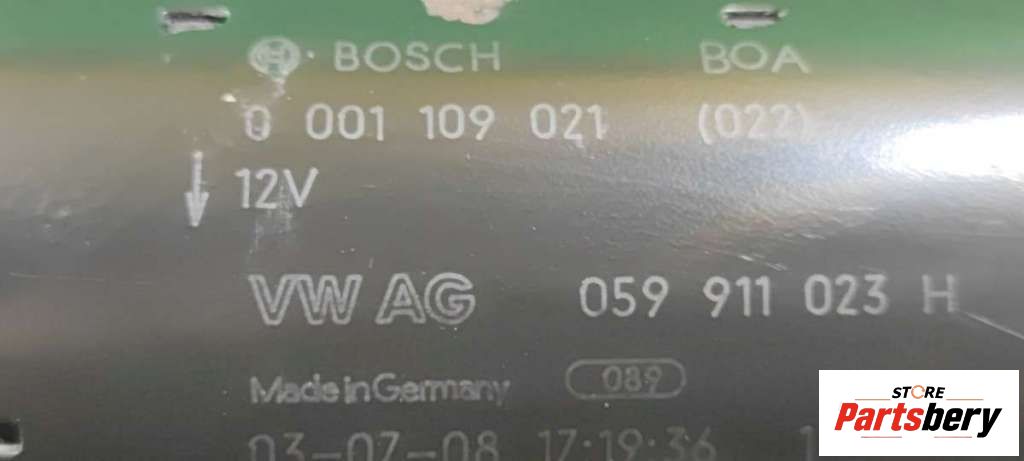 BOSCH BOA
0 001 109 021 (022)
12V
VW AG 059 911 023 H
Made in Germany 089
03-07-08 17:19:36 1
STORE
Partsbery